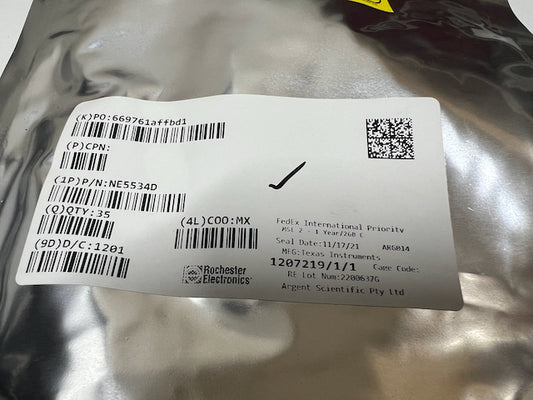 (K)PO:669761affbd1
(P)CPN:
(1P)P/N:NE5534D
(Q)QTY:35
(4L)COO:MX
(9D)D/C:1201
Rochester
Electronics
FedEx International Priority
MSL 2 - 1 Year/260 C
Seal Date:11/17/21 ARG014
MFG:Texas Instruments
1207219/1/1 Cage Code:
RE Lot Num:2200637G
Argent Scientific Pty Ltd